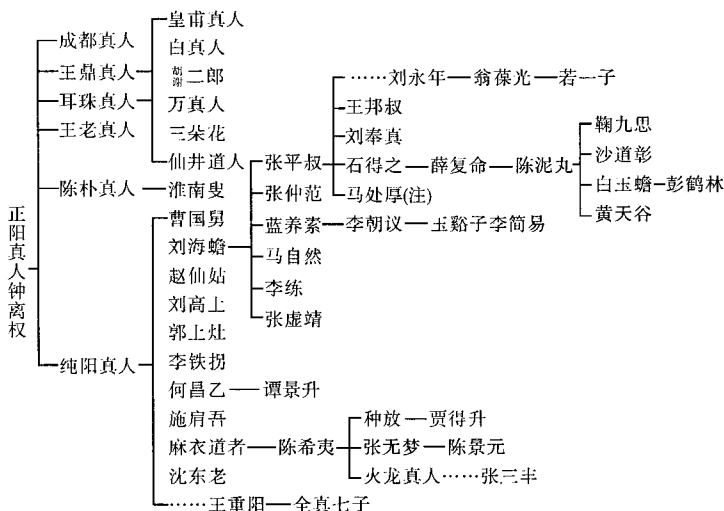 正阳真人钟离权
成都真人
王鼎真人
耳珠真人
王老真人
陈朴真人
纯阳真人
皇甫真人
白真人
胡谢二郎
万真人
三朵花
仙井道人
淮南叟
曹国舅
刘海蟾
赵仙姑
刘高上
郭上灶
李铁拐
何昌乙
谭景升
施肩吾
麻衣道者
陈希夷
沈东老
……王重阳
全真七子
张平叔
张仲范
蓝养素
李朝议
玉谿子李简易
马自然
李练
张虚靖
……刘永年
翁葆光
若一子
王邦叔
刘奉真
石得之
薛复命
陈泥丸
马处厚(注)
鞠九思
沙道彰
白玉蟾
彭鹤林
黄天谷
种放
贾得升
张无梦
陈景元
火龙真人……张三丰